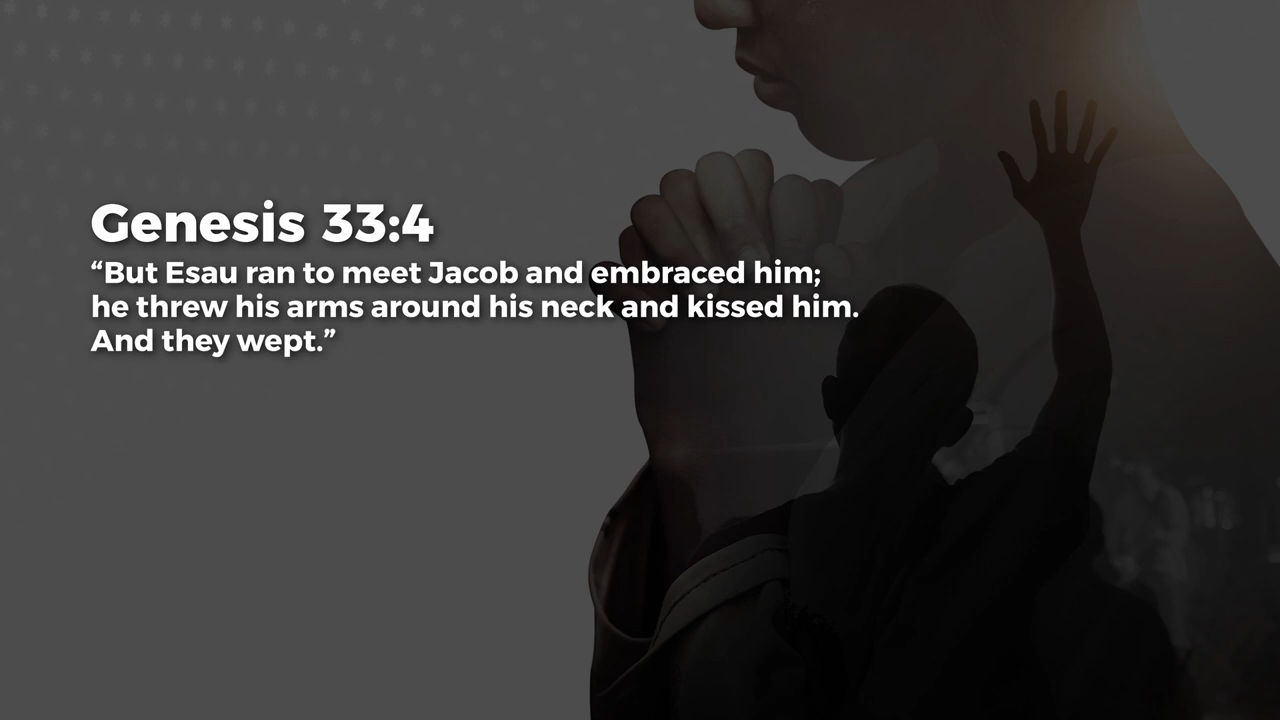 Genesis 33:4
“But Esau ran to meet Jacob and embraced him;
he threw his arms around his neck and kissed him.
And they wept.”